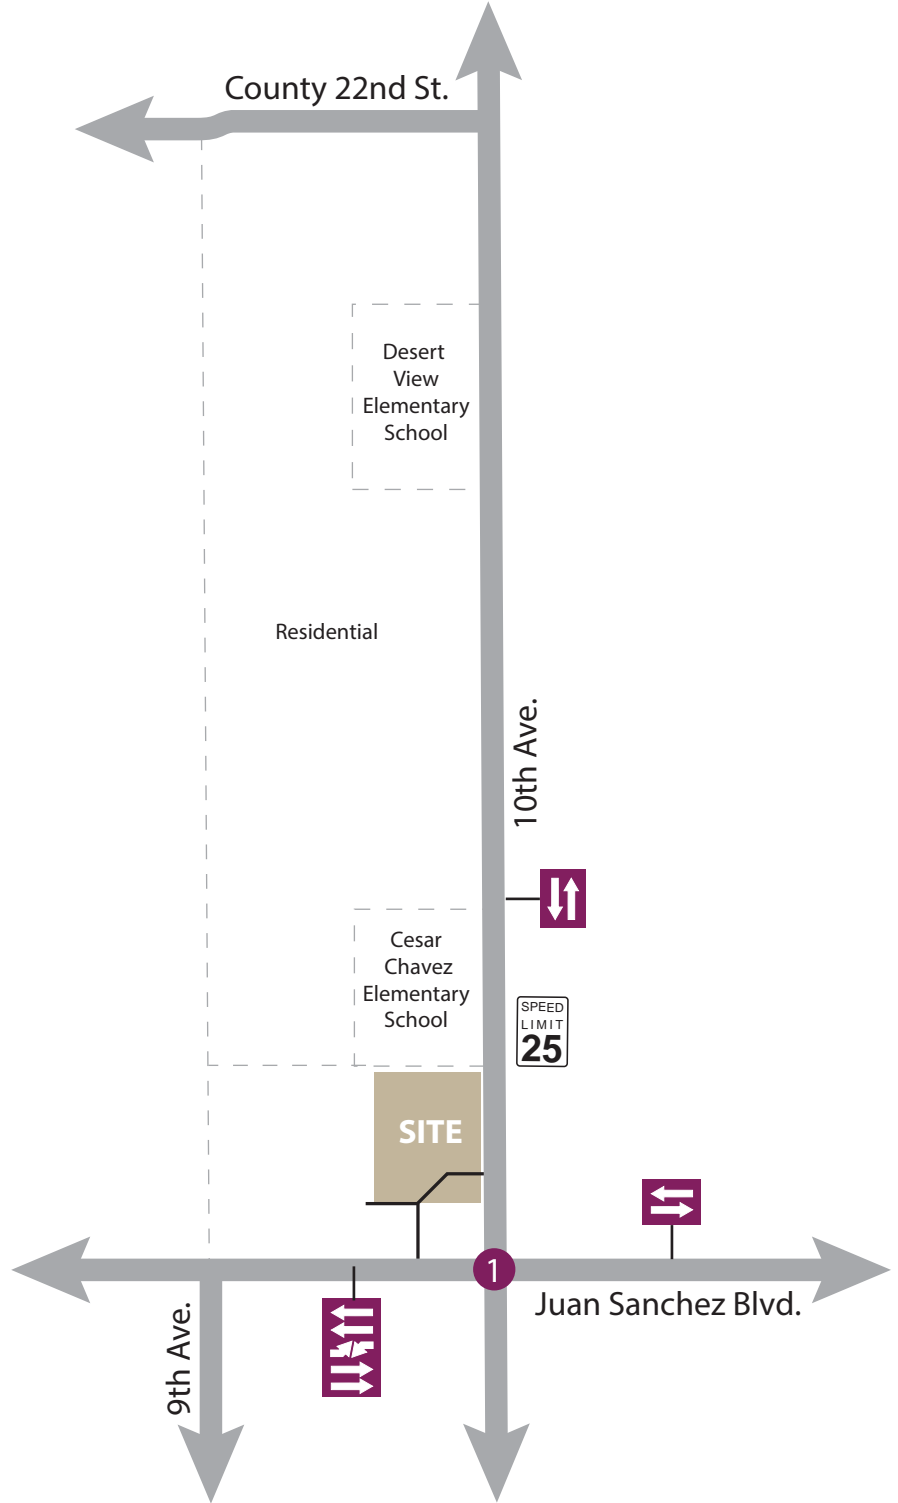 County 22nd St.
Desert
View
Elementary
School
Residential
10th Ave.
Cesar
Chavez
Elementary
School
SPEED
LIMIT
25
SITE
1
Juan Sanchez Blvd.
9th Ave.